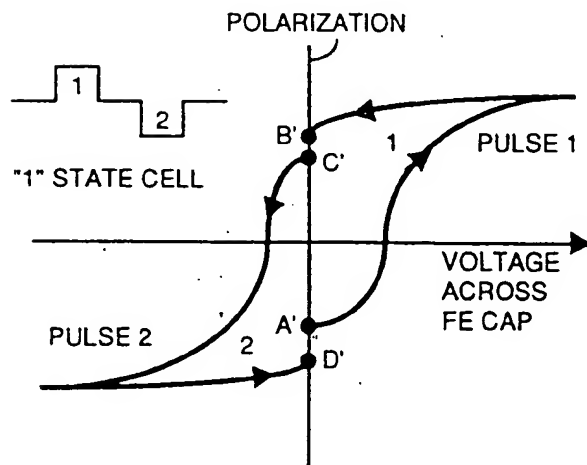 POLARIZATION
1
2
"1" STATE CELL
B'
C'
1
PULSE 1
VOLTAGE
ACROSS
FE CAP
A'
D'
PULSE 2
2